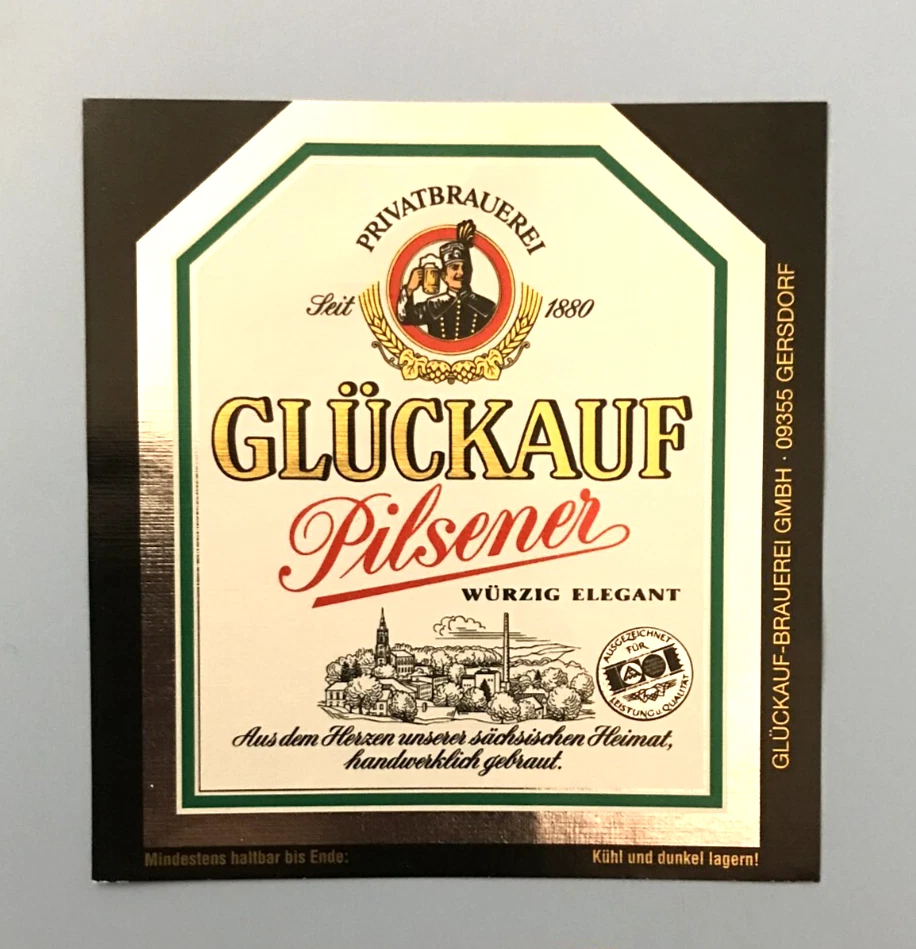 PRIVATBRAUEREI
Seit 1880
GLÜCKAUF
Pilsener
WÜRZIG ELEGANT
AUSGEZEICHNET
FÜR
LEISTUNG u. QUALITÄT
Aus dem Herzen unserer sächsischen Heimat,
handwerklich gebraut.
GLÜCKAUF-BRAUEREI GMBH · 09355 GERSDORF
Mindestens haltbar bis Ende:
Kühl und dunkel lagern!